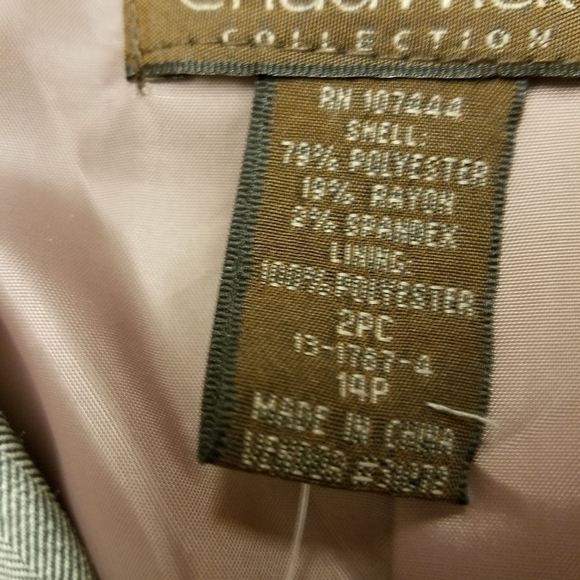 COLLECTION
RN 107444
SHELL:
79% POLYESTER
19% RAYON
2% SPANDEX
LINING:
100% POLYESTER
2PC
13-1787-4
14P
MADE IN CHINA